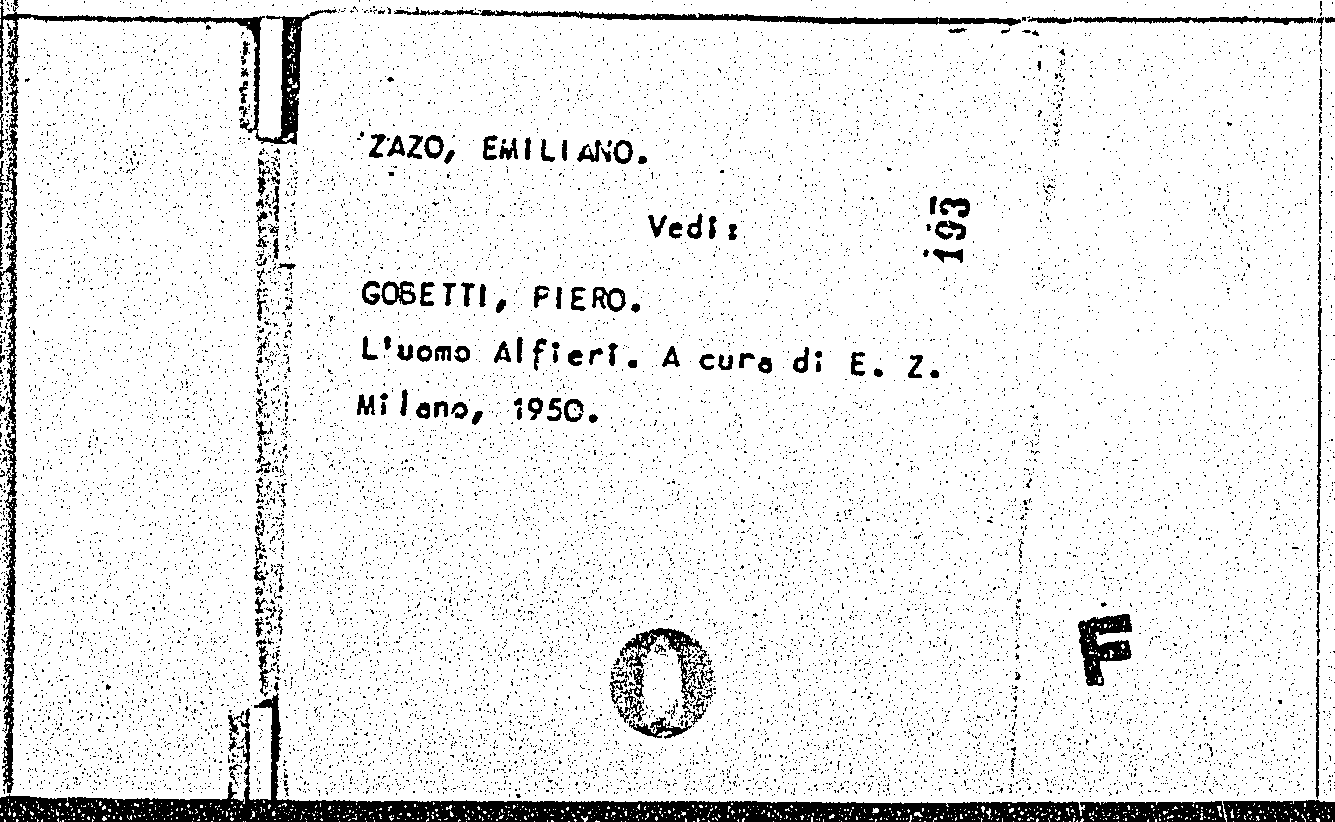 ZAZO, EMILIANO.
Vedi:
193
GOBETTI, PIERO.
L'uomo Alfieri. A cura di E. Z.
Milano, 1950.
F